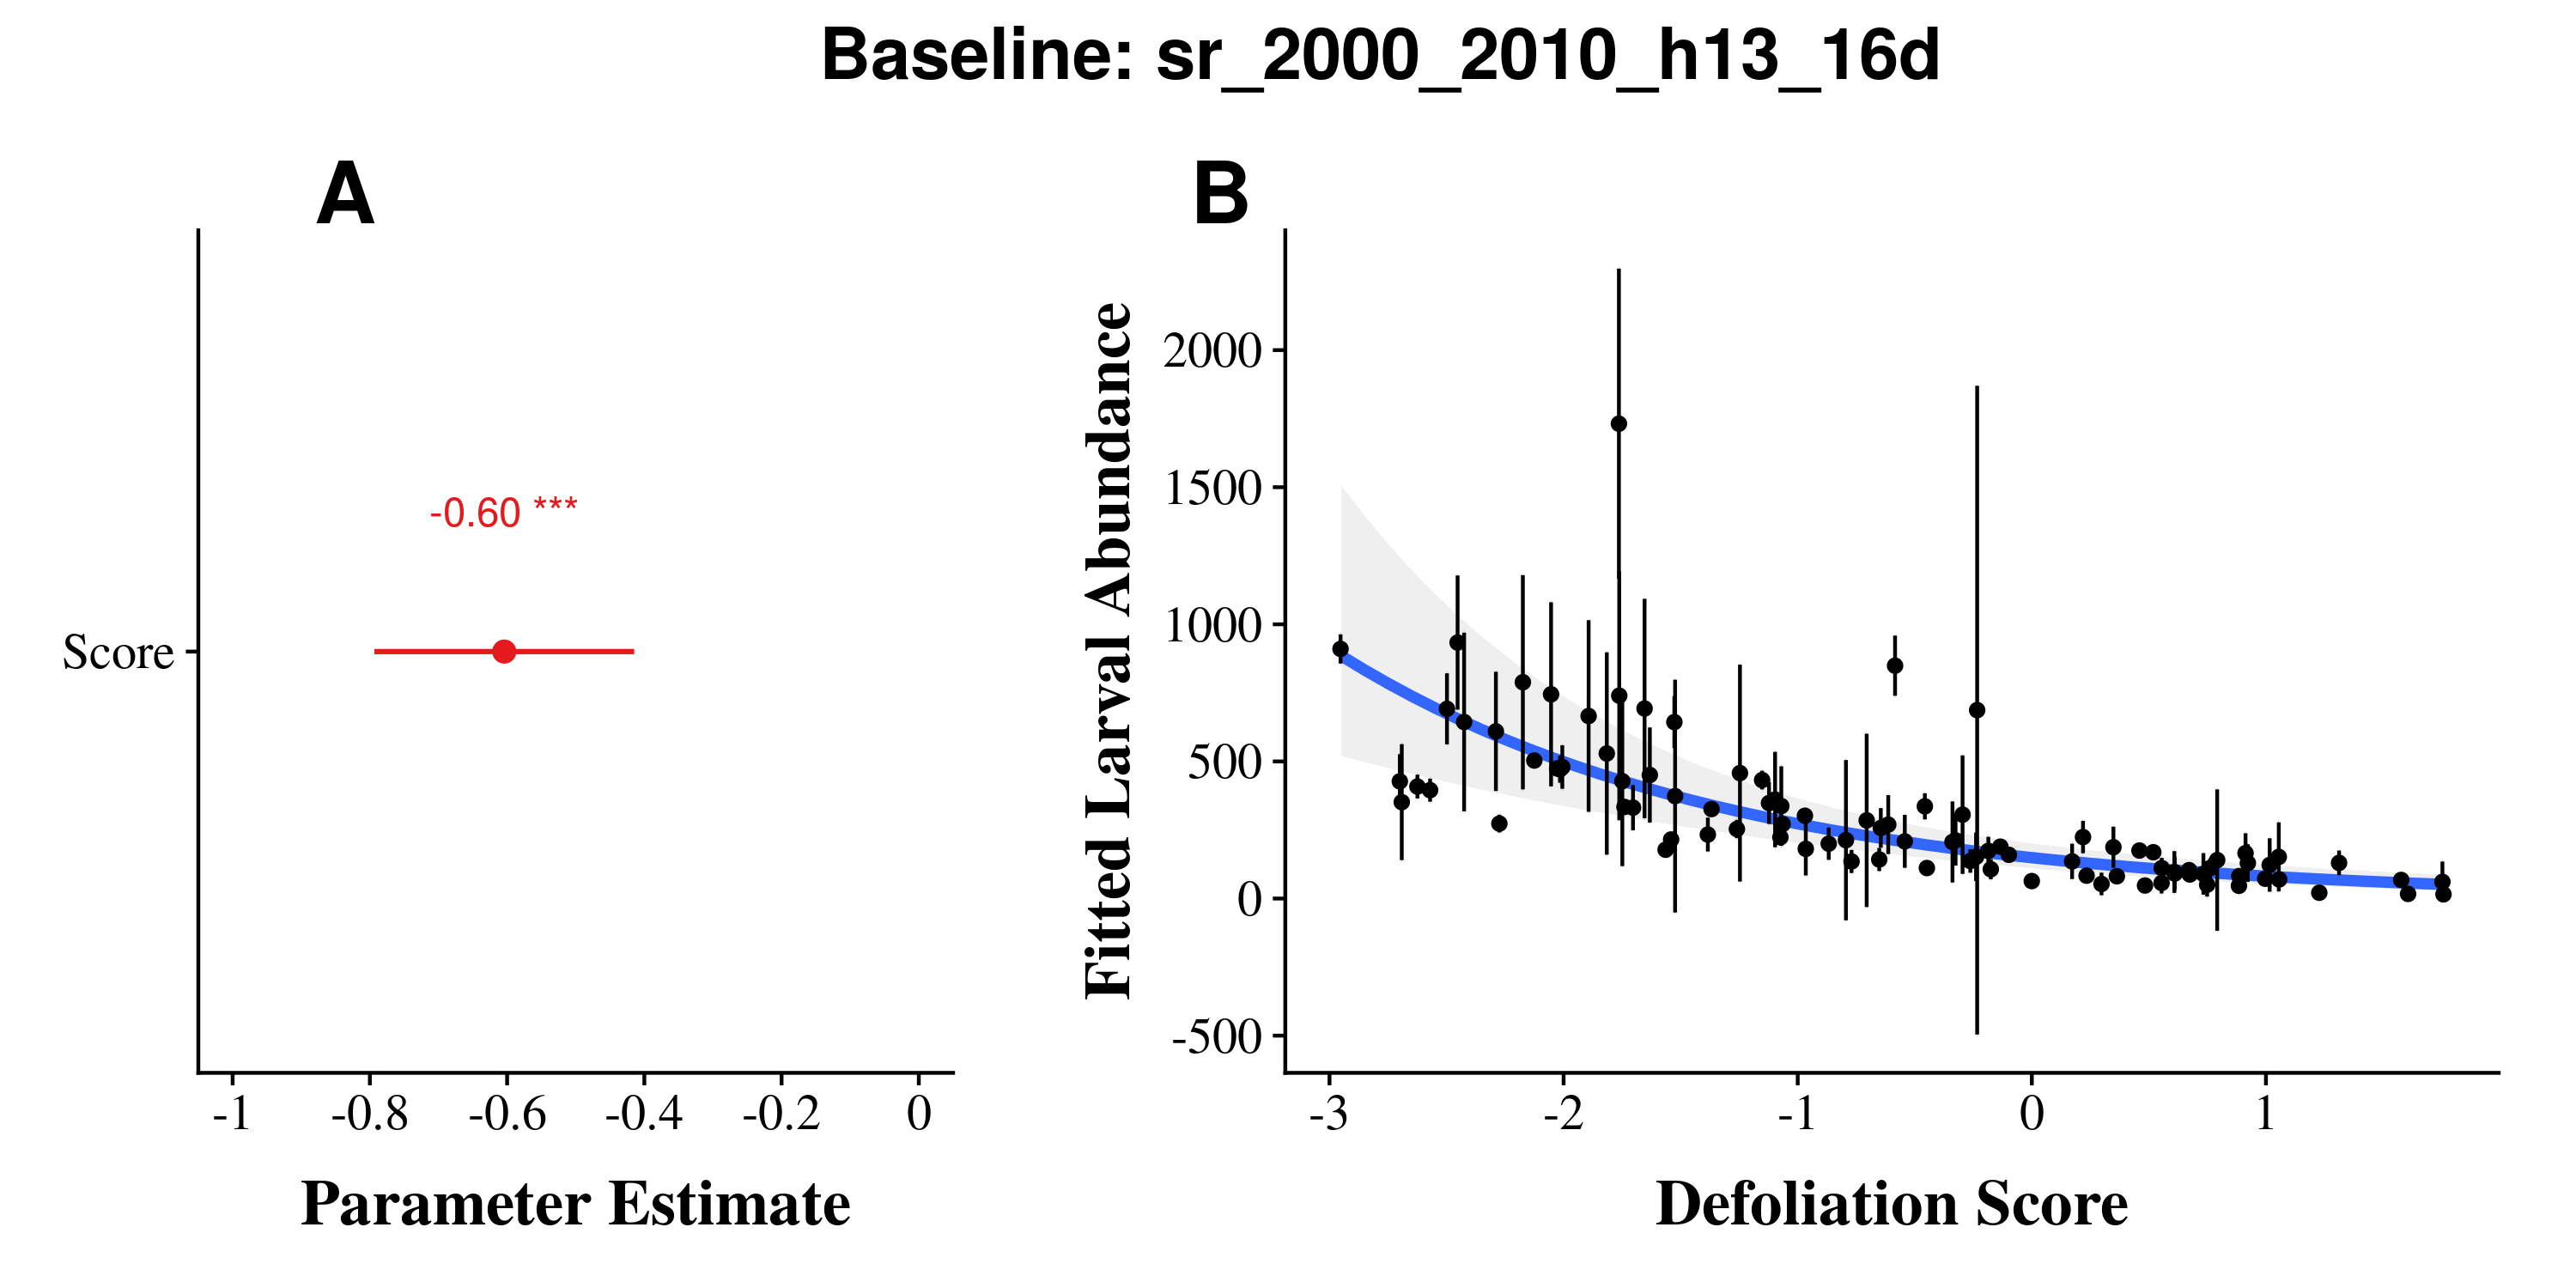 Baseline: sr_2000_2010_h13_16d
A
-0.60 ***
Score
-1 -0.8 -0.6 -0.4 -0.2 0
Parameter Estimate
B
Fitted Larval Abundance
2000
1500
1000
500
0
-500
-3 -2 -1 0 1
Defoliation Score